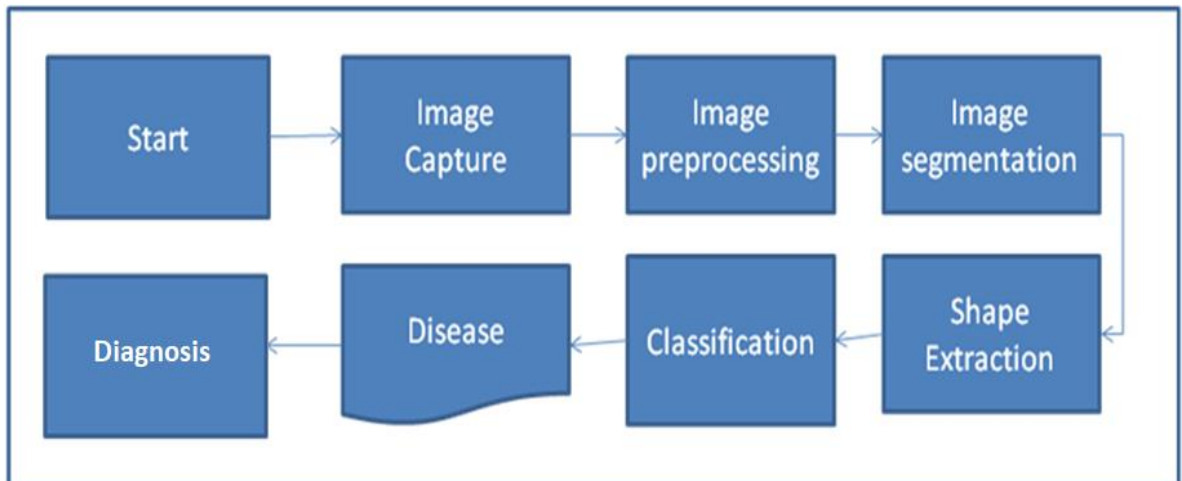 Start
Image
Capture
Image
preprocessing
Image
segmentation
Shape
Extraction
Classification
Disease
Diagnosis